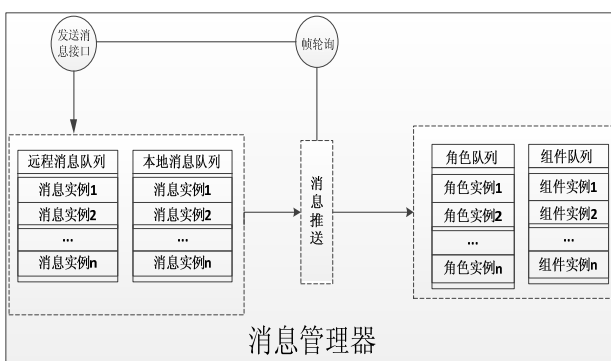 发送消
息接口
帧轮询
远程消息队列
消息实例1
消息实例2
...
消息实例n
本地消息队列
消息实例1
消息实例2
...
消息实例n
消
息
推
送
角色队列
角色实例1
角色实例2
...
角色实例n
组件队列
组件实例1
组件实例2
...
组件实例n
消息管理器